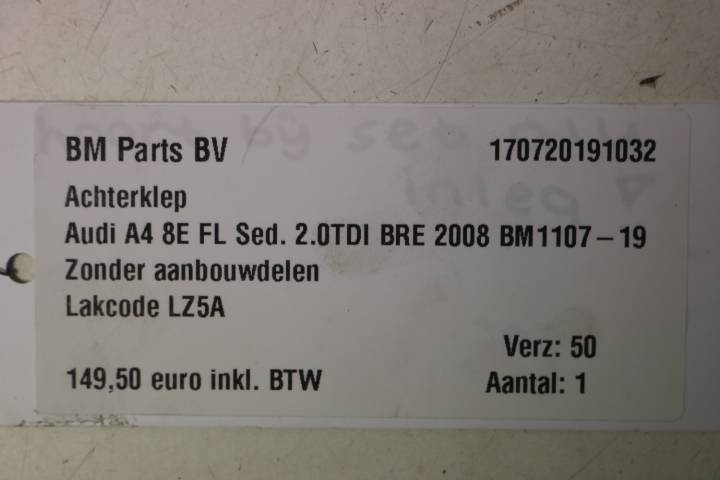 BM Parts BV 170720191032
Achterklep
Audi A4 8E FL Sed. 2.0TDI BRE 2008 BM1107-19
Zonder aanbouwdelen
Lakcode LZ5A
Verz: 50
149,50 euro inkl. BTW Aantal: 1